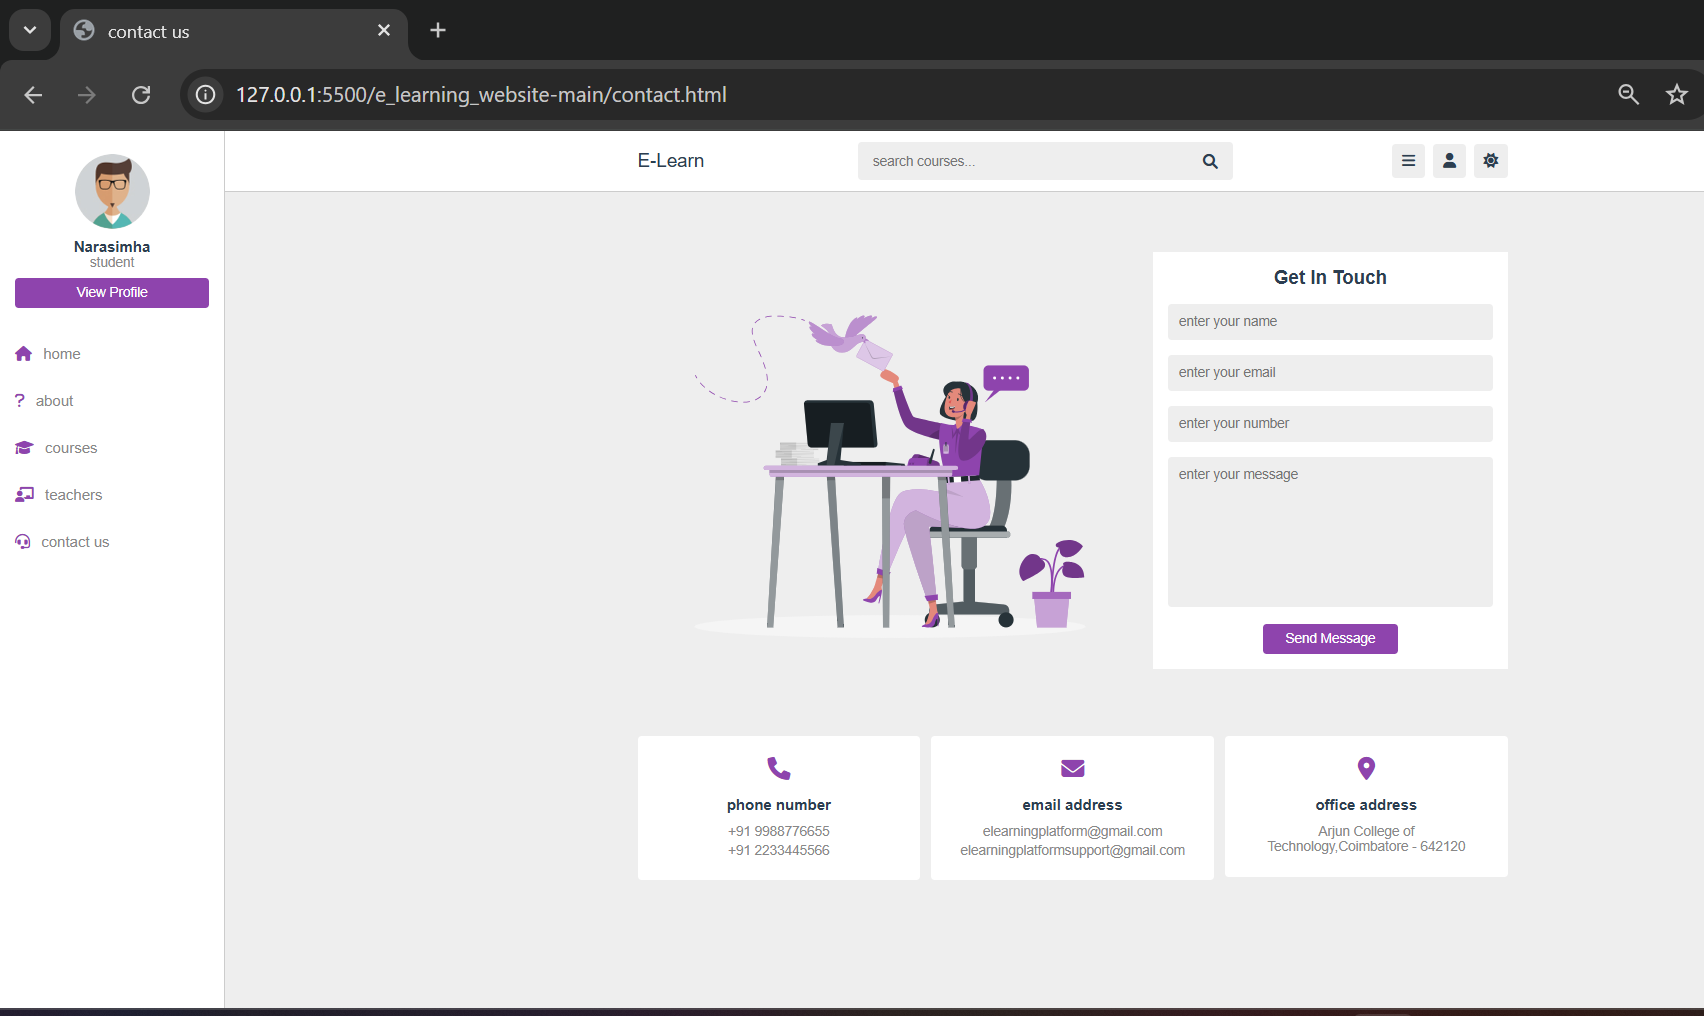 contact us
127.0.0.1:5500/e_learning_website-main/contact.html
E-Learn
search courses...
Narasimha
student
View Profile
home
about
courses
teachers
contact us
Get In Touch
enter your name
enter your email
enter your number
enter your message
Send Message
phone number
+91 9988776655
+91 2233445566
email address
elearningplatform@gmail.com
elearningplatformsupport@gmail.com
office address
Arjun College of
Technology,Coimbatore - 642120